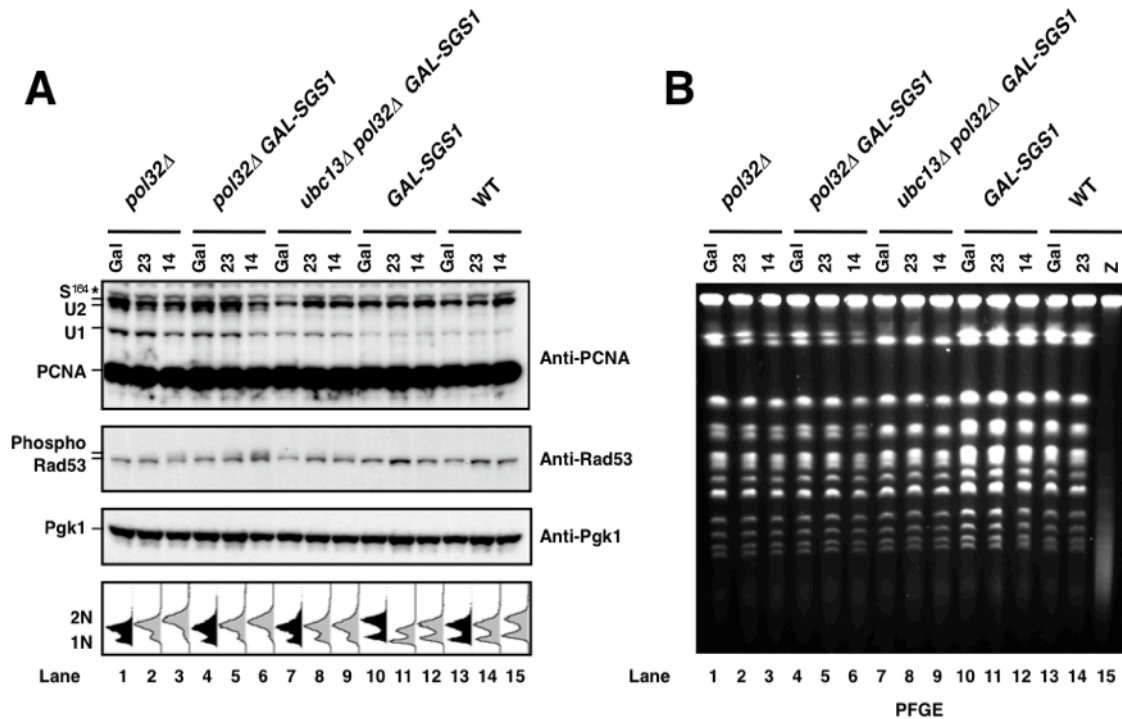 A
pol32Δ
pol32Δ GAL-SGS1
ubc13Δ pol32Δ GAL-SGS1
GAL-SGS1
WT
Gal 23 14 Gal 23 14 Gal 23 14 Gal 23 14 Gal 23 14
S164 *
U2
U1
PCNA
Anti-PCNA
Phospho
Rad53
Anti-Rad53
Pgk1
Anti-Pgk1
2N
1N
Lane 1 2 3 4 5 6 7 8 9 10 11 12 13 14 15
B
pol32Δ
pol32Δ GAL-SGS1
ubc13Δ pol32Δ GAL-SGS1
GAL-SGS1
WT
Gal 23 14 Gal 23 14 Gal 23 14 Gal 23 14 Gal 23 Z
Lane 1 2 3 4 5 6 7 8 9 10 11 12 13 14 15
PFGE